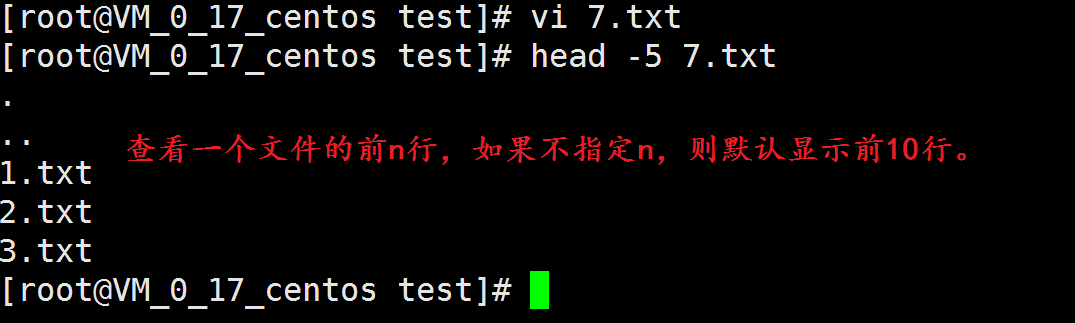 [root@VM_0_17_centos test]# vi 7.txt
[root@VM_0_17_centos test]# head -5 7.txt
.
..
查看一个文件的前n行，如果不指定n，则默认显示前10行。
1.txt
2.txt
3.txt
[root@VM_0_17_centos test]#